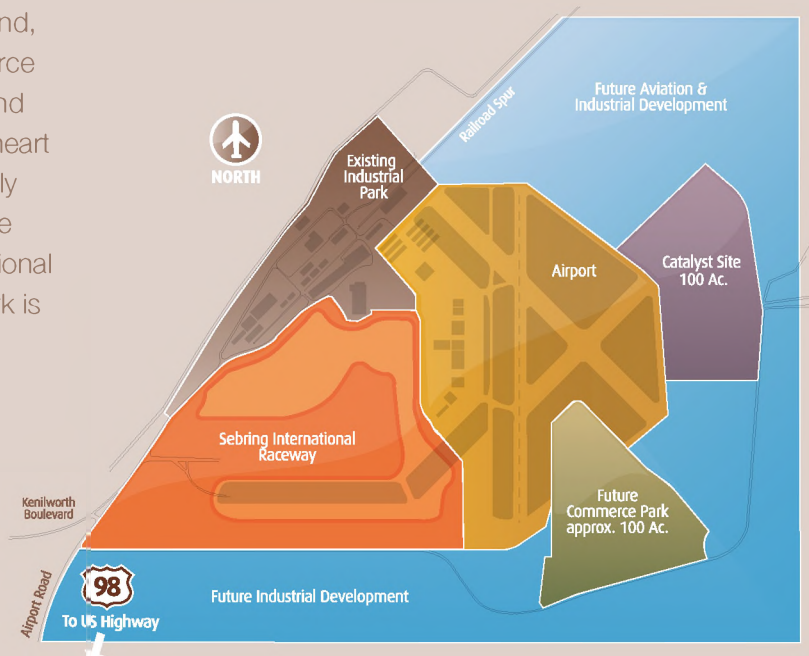 nd,
rce
nd
heart
ly
e
ional
k is
NORTH
Railroad Spur
Future Aviation &
Industrial Development
Existing
Industrial
Park
Airport
Catalyst Site
100 Ac.
Sebring International
Raceway
Future
Commerce Park
approx. 100 Ac.
Kenilworth
Boulevard
Airport Road
98
To US Highway
Future Industrial Development